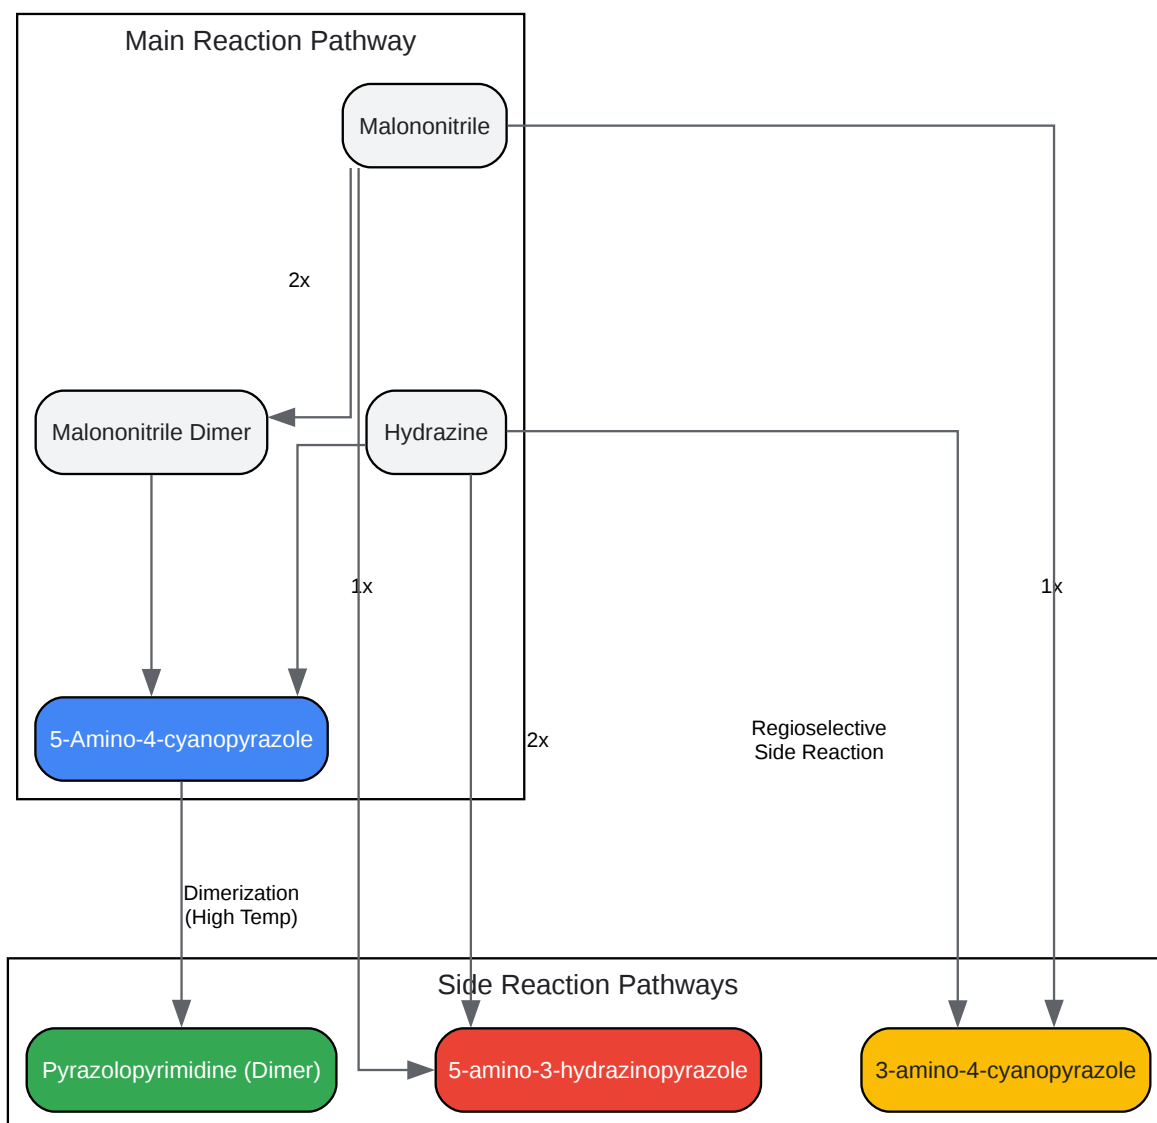 Main Reaction Pathway
Malononitrile
2x
Malononitrile Dimer
Hydrazine
1x
1x
5-Amino-4-cyanopyrazole
2x
Regioselective
Side Reaction
Dimerization
(High Temp)
Side Reaction Pathways
Pyrazolopyrimidine (Dimer)
5-amino-3-hydrazinopyrazole
3-amino-4-cyanopyrazole